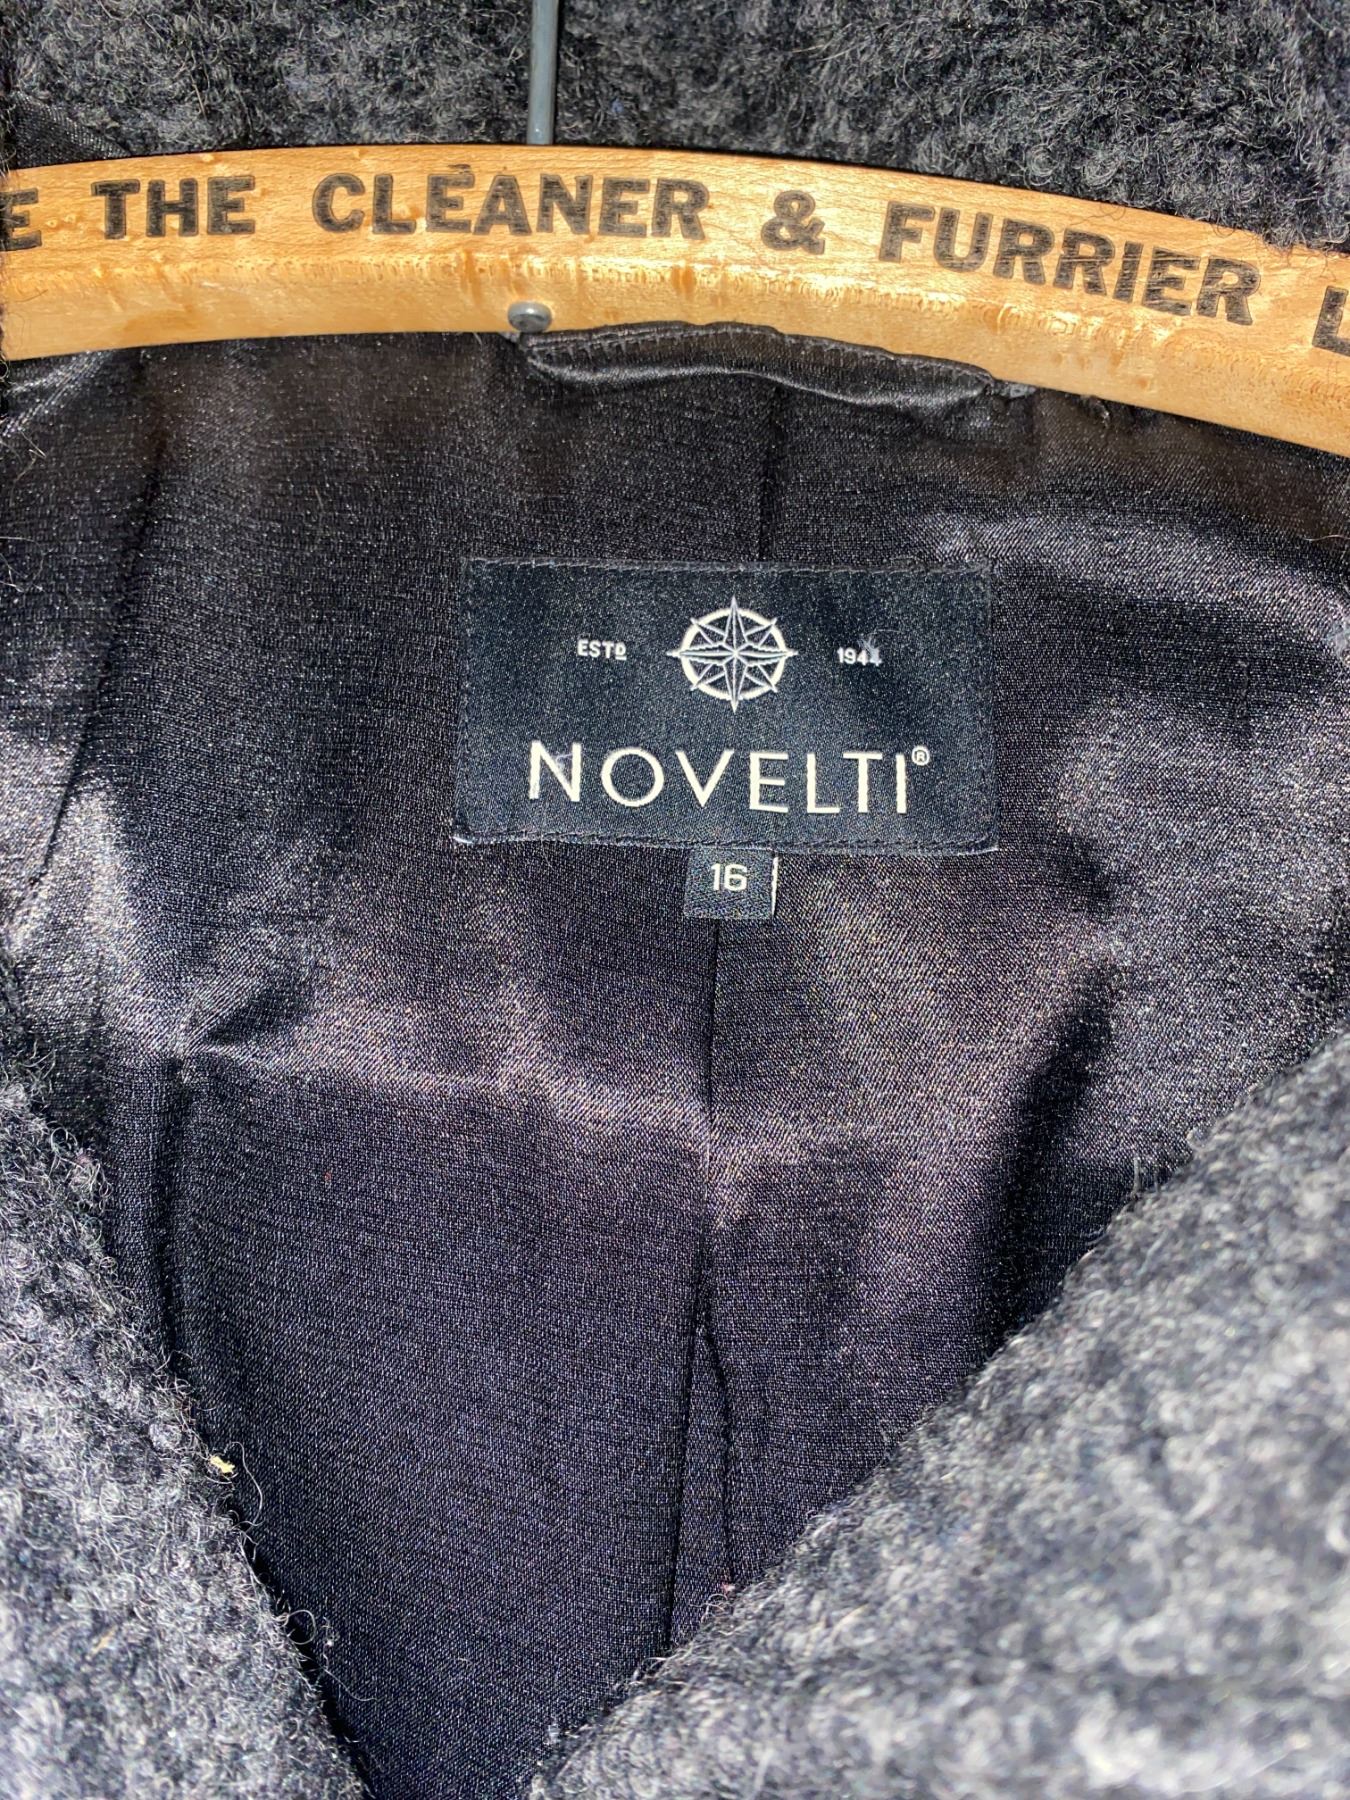 E THE CLEANER & FURRIER L
ESTD 1944
NOVELTI®
16